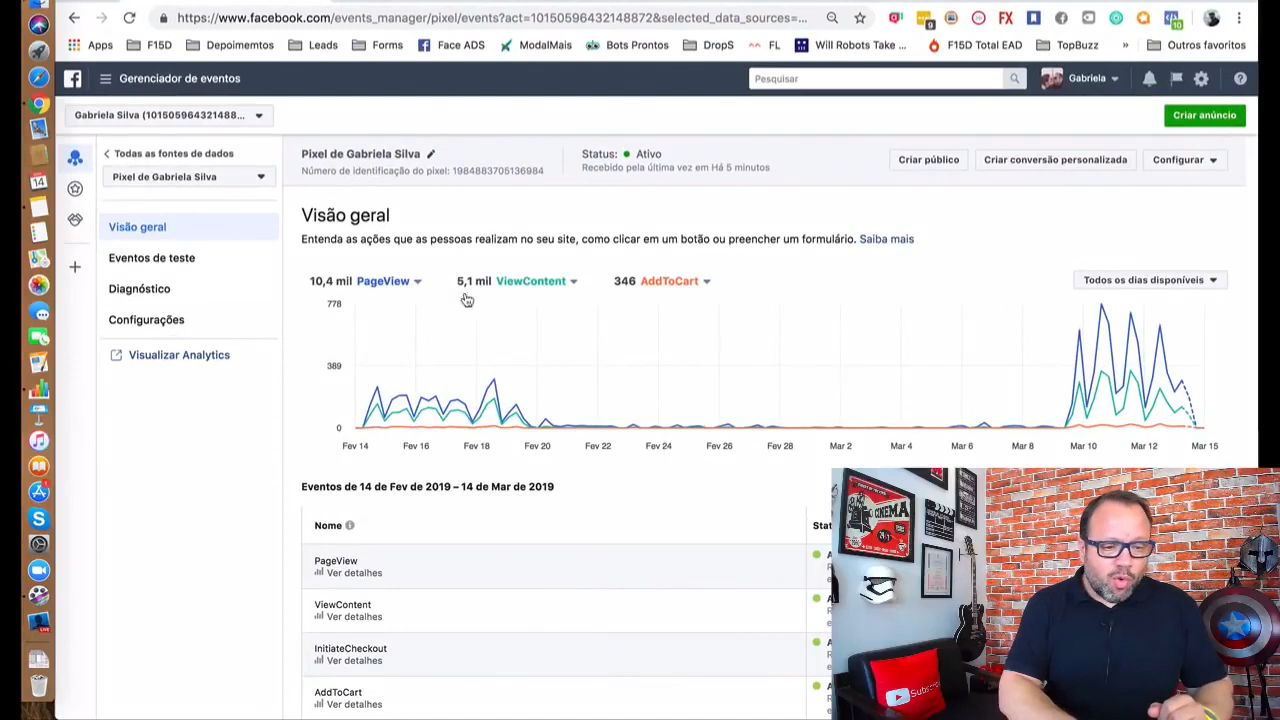 https://www.facebook.com/events_manager/pixel/events?act=10150596432148872&selected_data_sources=...
9
FX
10
Apps
F15D
Depoimentos
Leads
Forms
Face ADS
ModalMais
Bots Prontos
DropS
FL
Will Robots Take ...
F15D Total EAD
TopBuzz
»
Outros favoritos
Gerenciador de eventos
Pesquisar
Gabriela
Gabriela Silva (101505964321488...
Criar anúncio
Todas as fontes de dados
Pixel de Gabriela Silva
Visão geral
Eventos de teste
Diagnóstico
Configurações
Visualizar Analytics
Pixel de Gabriela Silva
Número de identificação do pixel: 1984883705136984
Status: Ativo
Recebido pela última vez em Há 5 minutos
Criar público
Criar conversão personalizada
Configurar
Visão geral
Entenda as ações que as pessoas realizam no seu site, como clicar em um botão ou preencher um formulário. Saiba mais
10,4 mil PageView
5,1 mil ViewContent
346 AddToCart
Todos os dias disponíveis
778
389
0
Fev 14
Fev 16
Fev 18
Fev 20
Fev 22
Fev 24
Fev 26
Fev 28
Mar 2
Mar 4
Mar 6
Mar 8
Mar 10
Mar 12
Mar 15
Eventos de 14 de Fev de 2019 – 14 de Mar de 2019
Nome
Stat
PageView
Ver detalhes
ViewContent
Ver detalhes
InitiateCheckout
Ver detalhes
AddToCart
Ver detalhes
14
CINEMA
Subscri